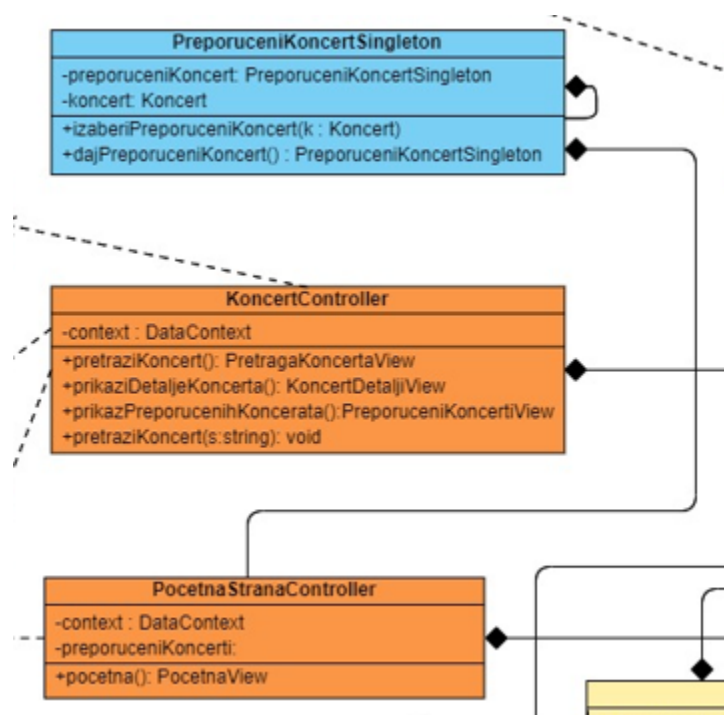 PreporuceniKoncertSingleton
-preporuceniKoncert: PreporuceniKoncertSingleton
-koncert: Koncert
+izaberiPreporuceniKoncert(k : Koncert)
+dajPreporuceniKoncert() : PreporuceniKoncertSingleton
KoncertController
-context : DataContext
+pretraziKoncert(): PretragaKoncertaView
+prikaziDetaljeKoncerta(): KoncertDetaljiView
+prikazPreporucenihKoncerata():PreporuceniKoncertiView
+pretraziKoncert(s:string): void
PocetnaStranaController
-context : DataContext
-preporuceniKoncerti:
+pocetna(): PocetnaView